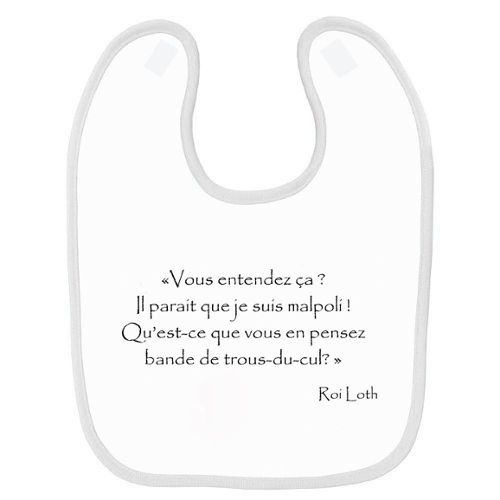 «Vous entendez ça ?
Il parait que je suis malpoli !
Qu'est-ce que vous en pensez
bande de trous-du-cul? »
Roi Loth